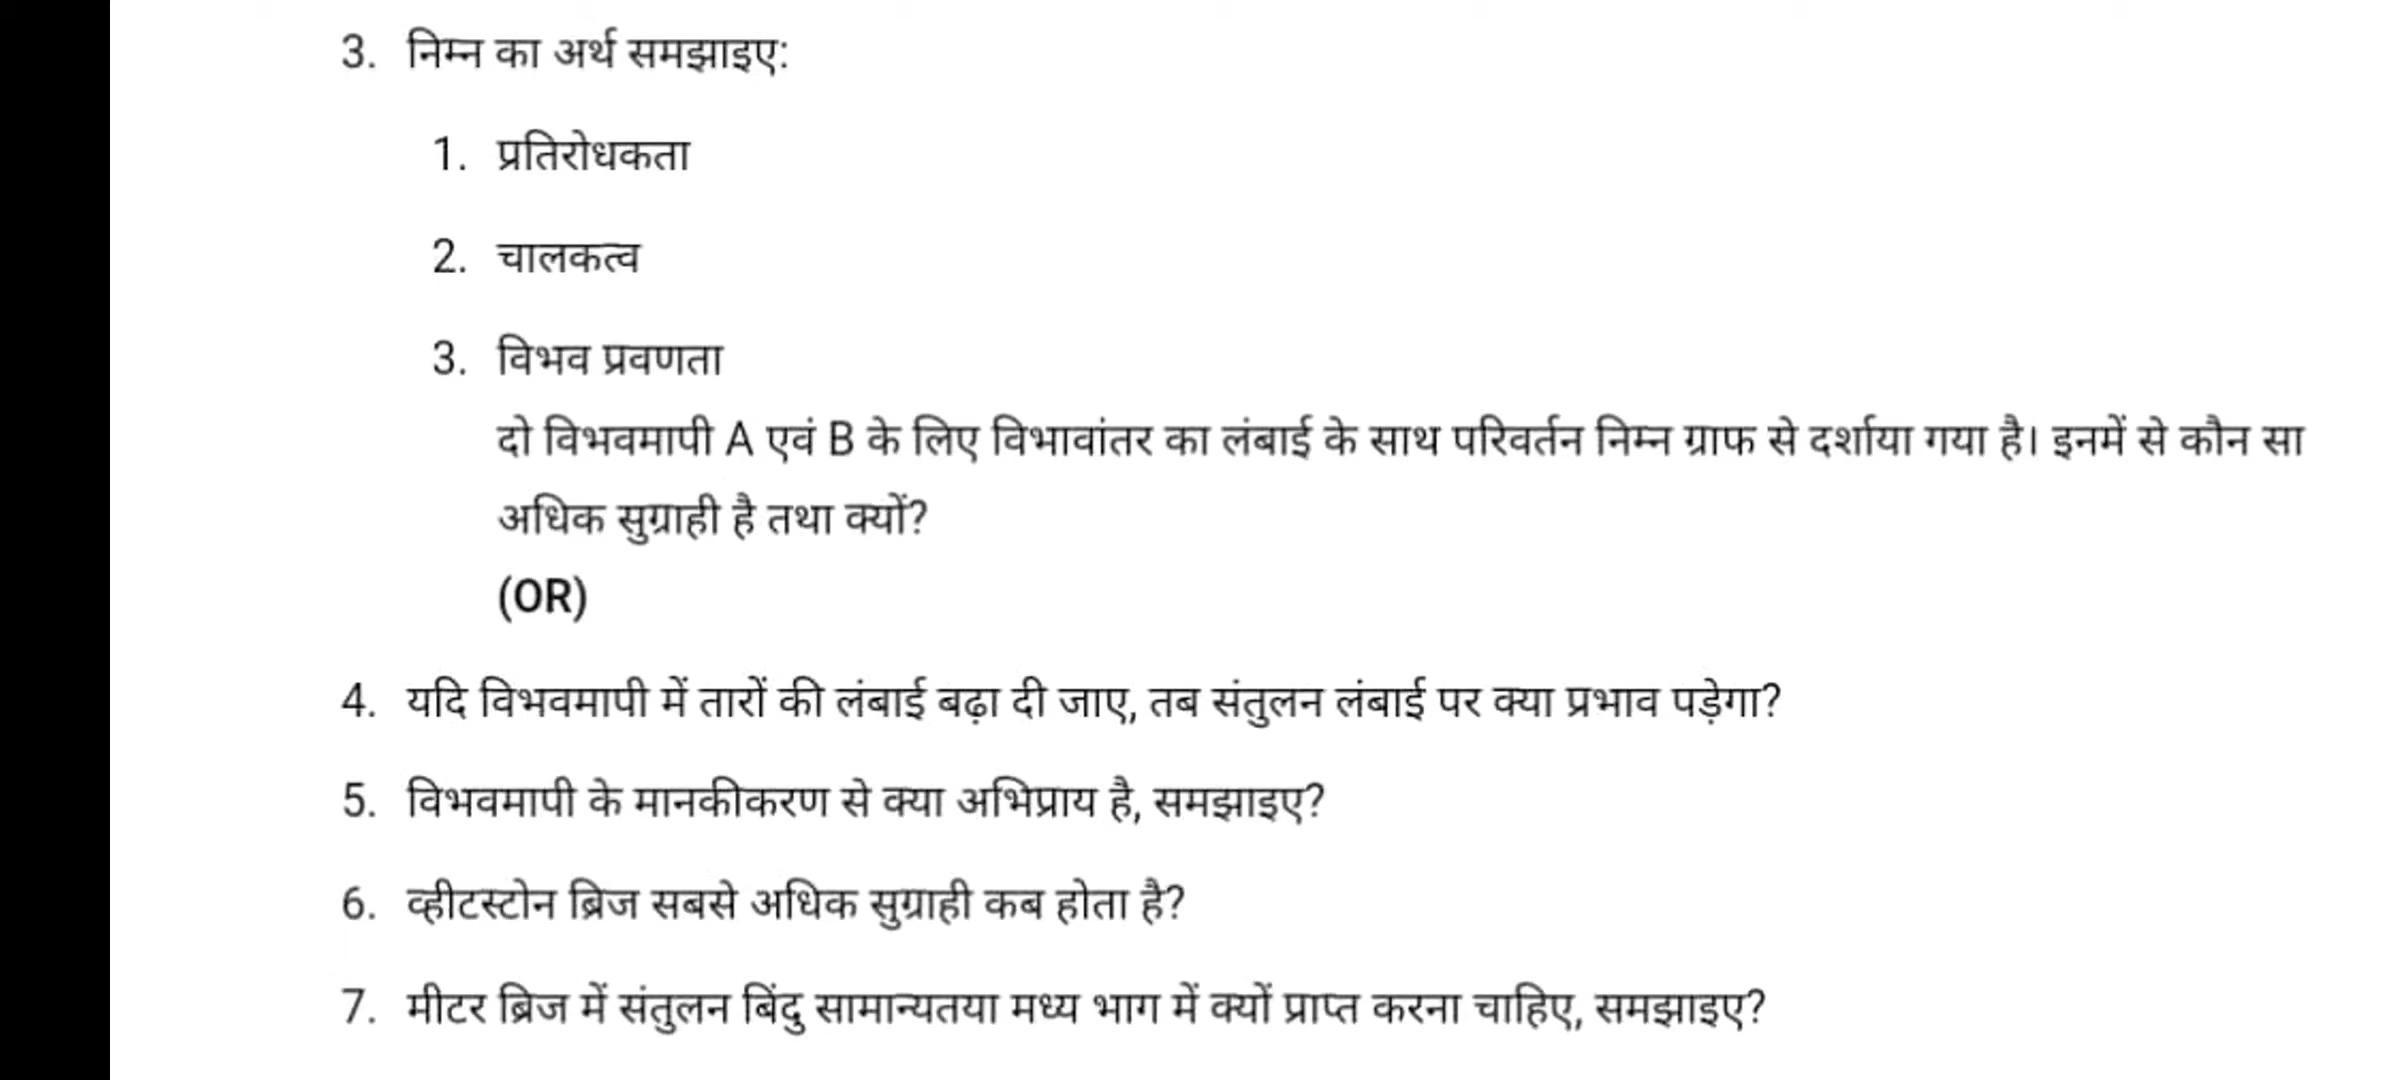 3. निम्न का अर्थ समझाइए:
1. प्रतिरोधकता
2. चालकत्व
3. विभव प्रवणता
दो विभवमापी A एवं B के लिए विभावांतर का लंबाई के साथ परिवर्तन निम्न ग्राफ से दर्शाया गया है। इनमें से कौन सा
अधिक सुग्राही है तथा क्यों?
(OR)
4. यदि विभवमापी में तारों की लंबाई बढ़ा दी जाए, तब संतुलन लंबाई पर क्या प्रभाव पड़ेगा?
5. विभवमापी के मानकीकरण से क्या अभिप्राय है, समझाइए?
6. व्हीटस्टोन ब्रिज सबसे अधिक सुग्राही कब होता है?
7. मीटर ब्रिज में संतुलन बिंदु सामान्यतया मध्य भाग में क्यों प्राप्त करना चाहिए, समझाइए?